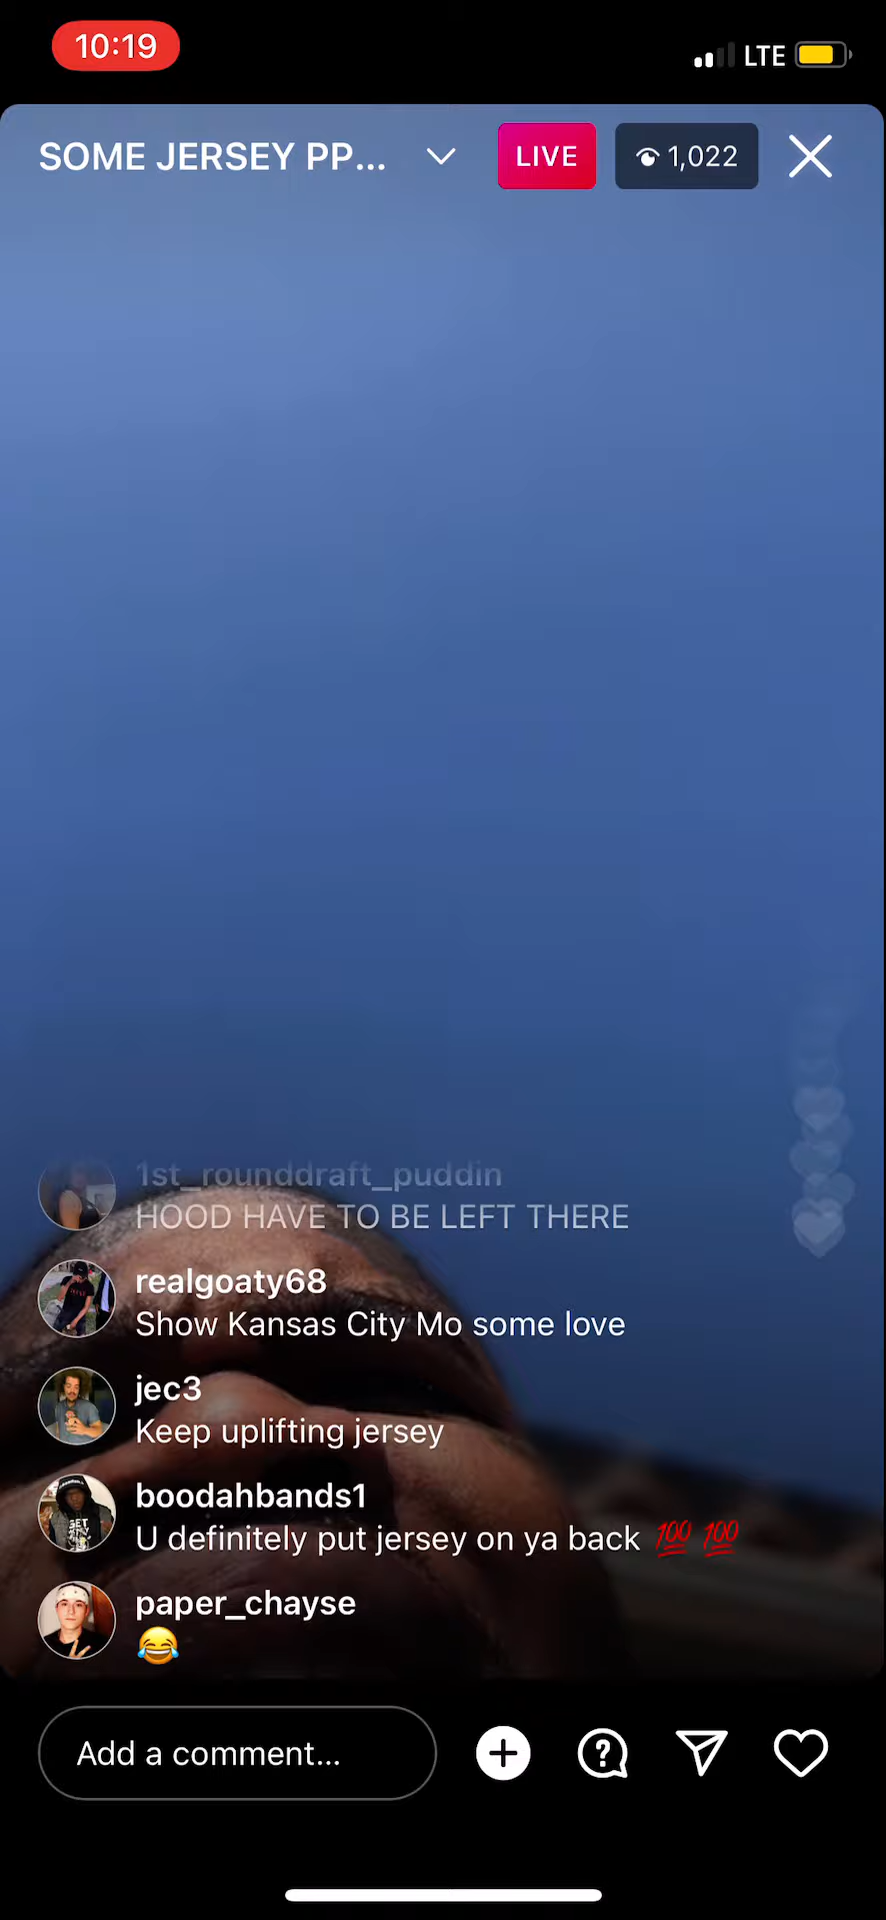 10:19
LTE
SOME JERSEY PP...
LIVE
1,022
1st_rounddraft_puddin
HOOD HAVE TO BE LEFT THERE
realgoaty68
Show Kansas City Mo some love
jec3
Keep uplifting jersey
boodahbands1
U definitely put jersey on ya back 💯 💯
paper_chayse
😂
Add a comment...